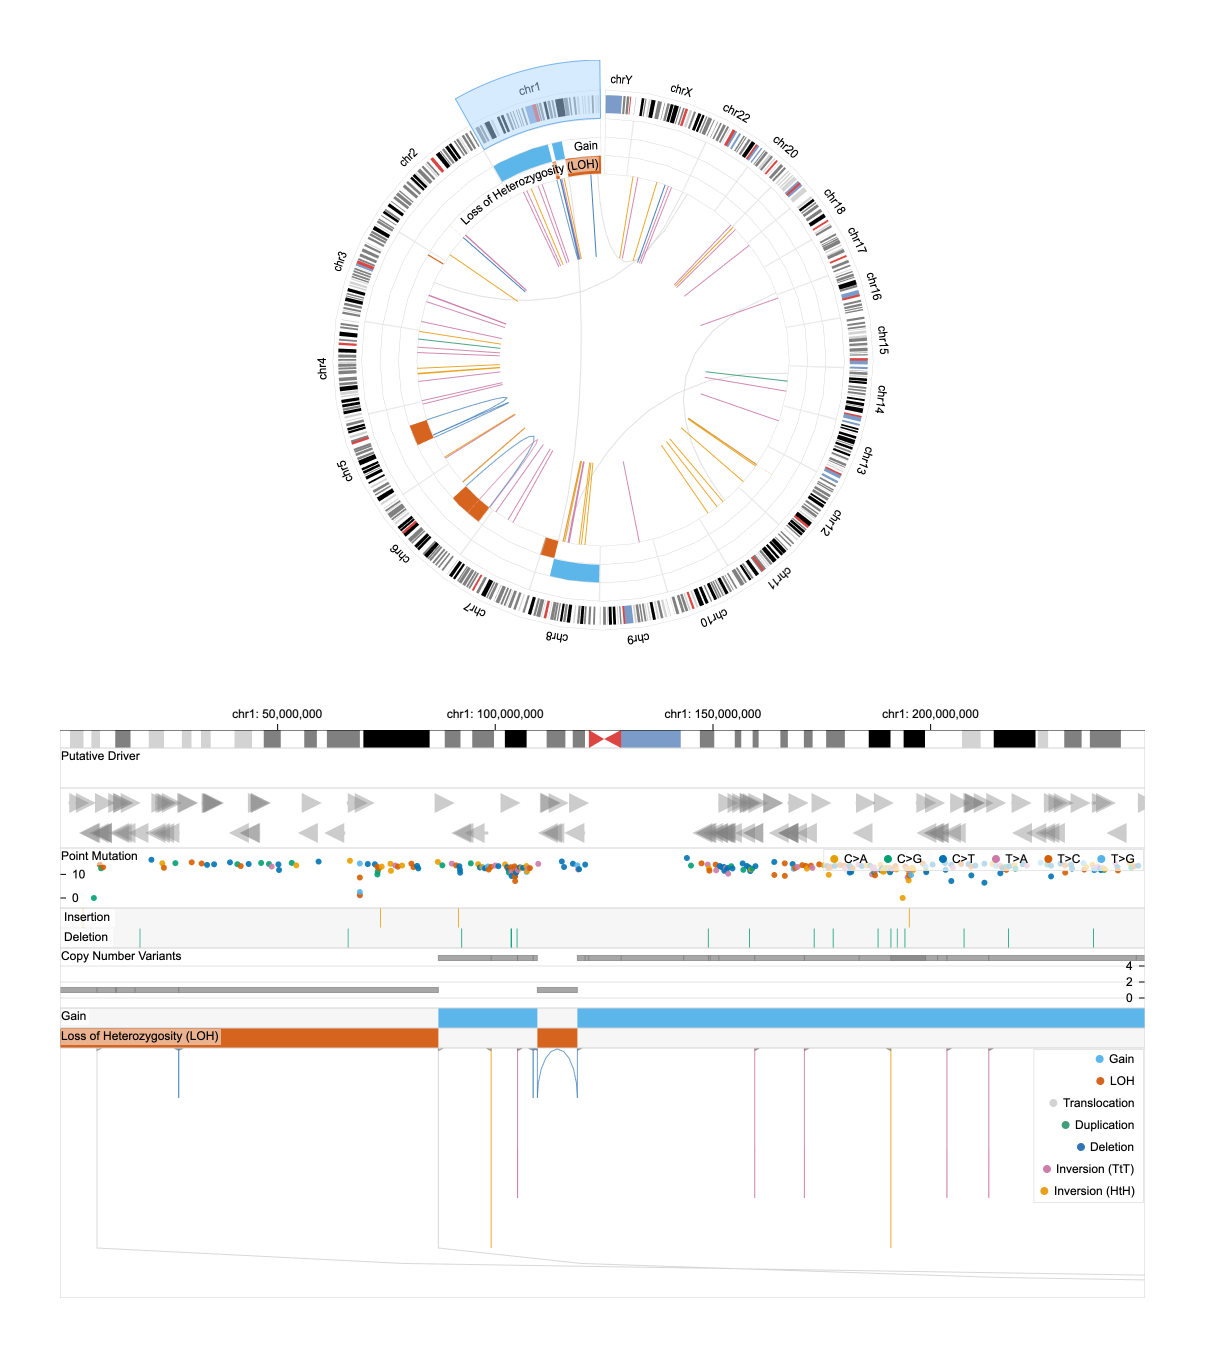 chr1
chrY
chrX
chr22
chr20
chr18
chr17
chr16
chr15
chr14
chr13
chr12
chr11
chr10
chr9
chr8
chr7
chr6
chr5
chr4
chr3
chr2
Gain
Loss of Heterozygosity (LOH)
chr1: 50,000,000 chr1: 100,000,000 chr1: 150,000,000 chr1: 200,000,000
Putative Driver
Point Mutation
C>A C>G C>T T>A T>C T>G
10
0
Insertion
Deletion
Copy Number Variants
4
2
0
Gain
Loss of Heterozygosity (LOH)
Gain
LOH
Translocation
Duplication
Deletion
Inversion (TtT)
Inversion (HtH)